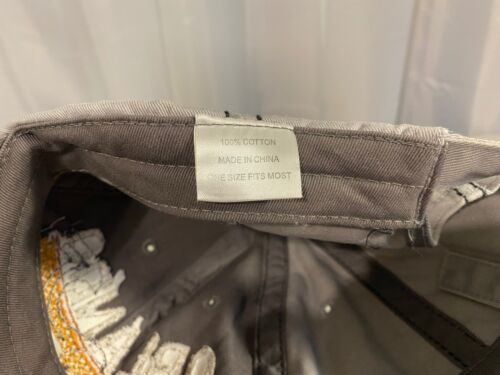 100% COTTON
MADE IN CHINA
ONE SIZE FITS MOST